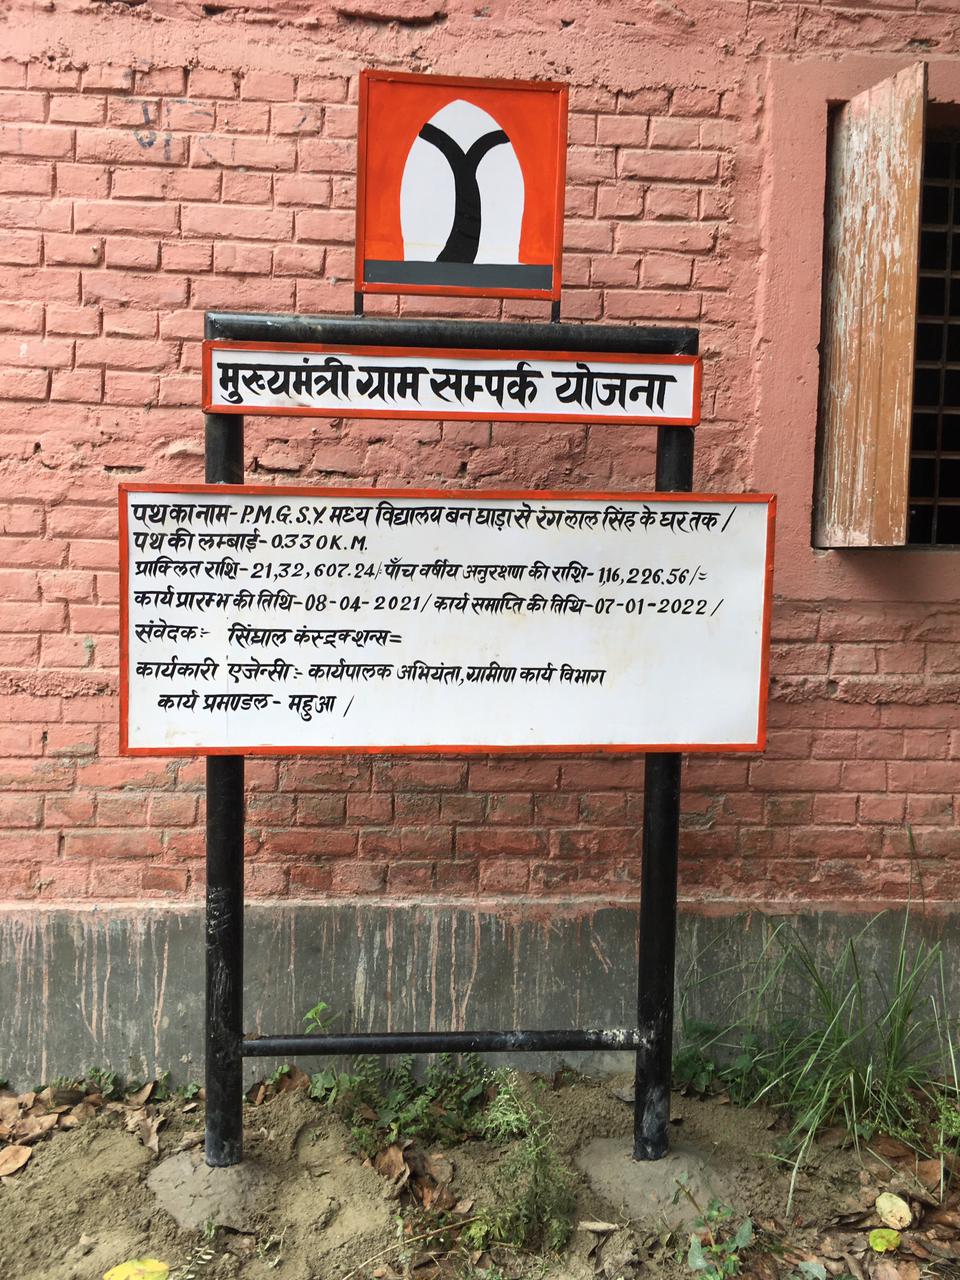 मुख्यमंत्री ग्राम सम्पर्क योजना
पथ का नाम- P.M.G.S.Y. मध्य विद्यालय बन घाड़ा से रंग लाल सिंह के घर तक/
पथ की लम्बाई- 0.330 K.M.
प्राक्लित राशि- 21,32,607.24/- पाँच वर्षीय अनुरक्षण की राशि- 1,16,226.56/=
कार्य प्रारम्भ की तिथि- 08-04-2021/ कार्य समाप्ति की तिथि- 07-01-2022/
संवेदक:- सिंघाल कंस्ट्रक्शन्स=
कार्यकारी एजेन्सी:- कार्यपालक अभियंता, ग्रामीण कार्य विभाग
कार्य प्रमण्डल- महुआ /